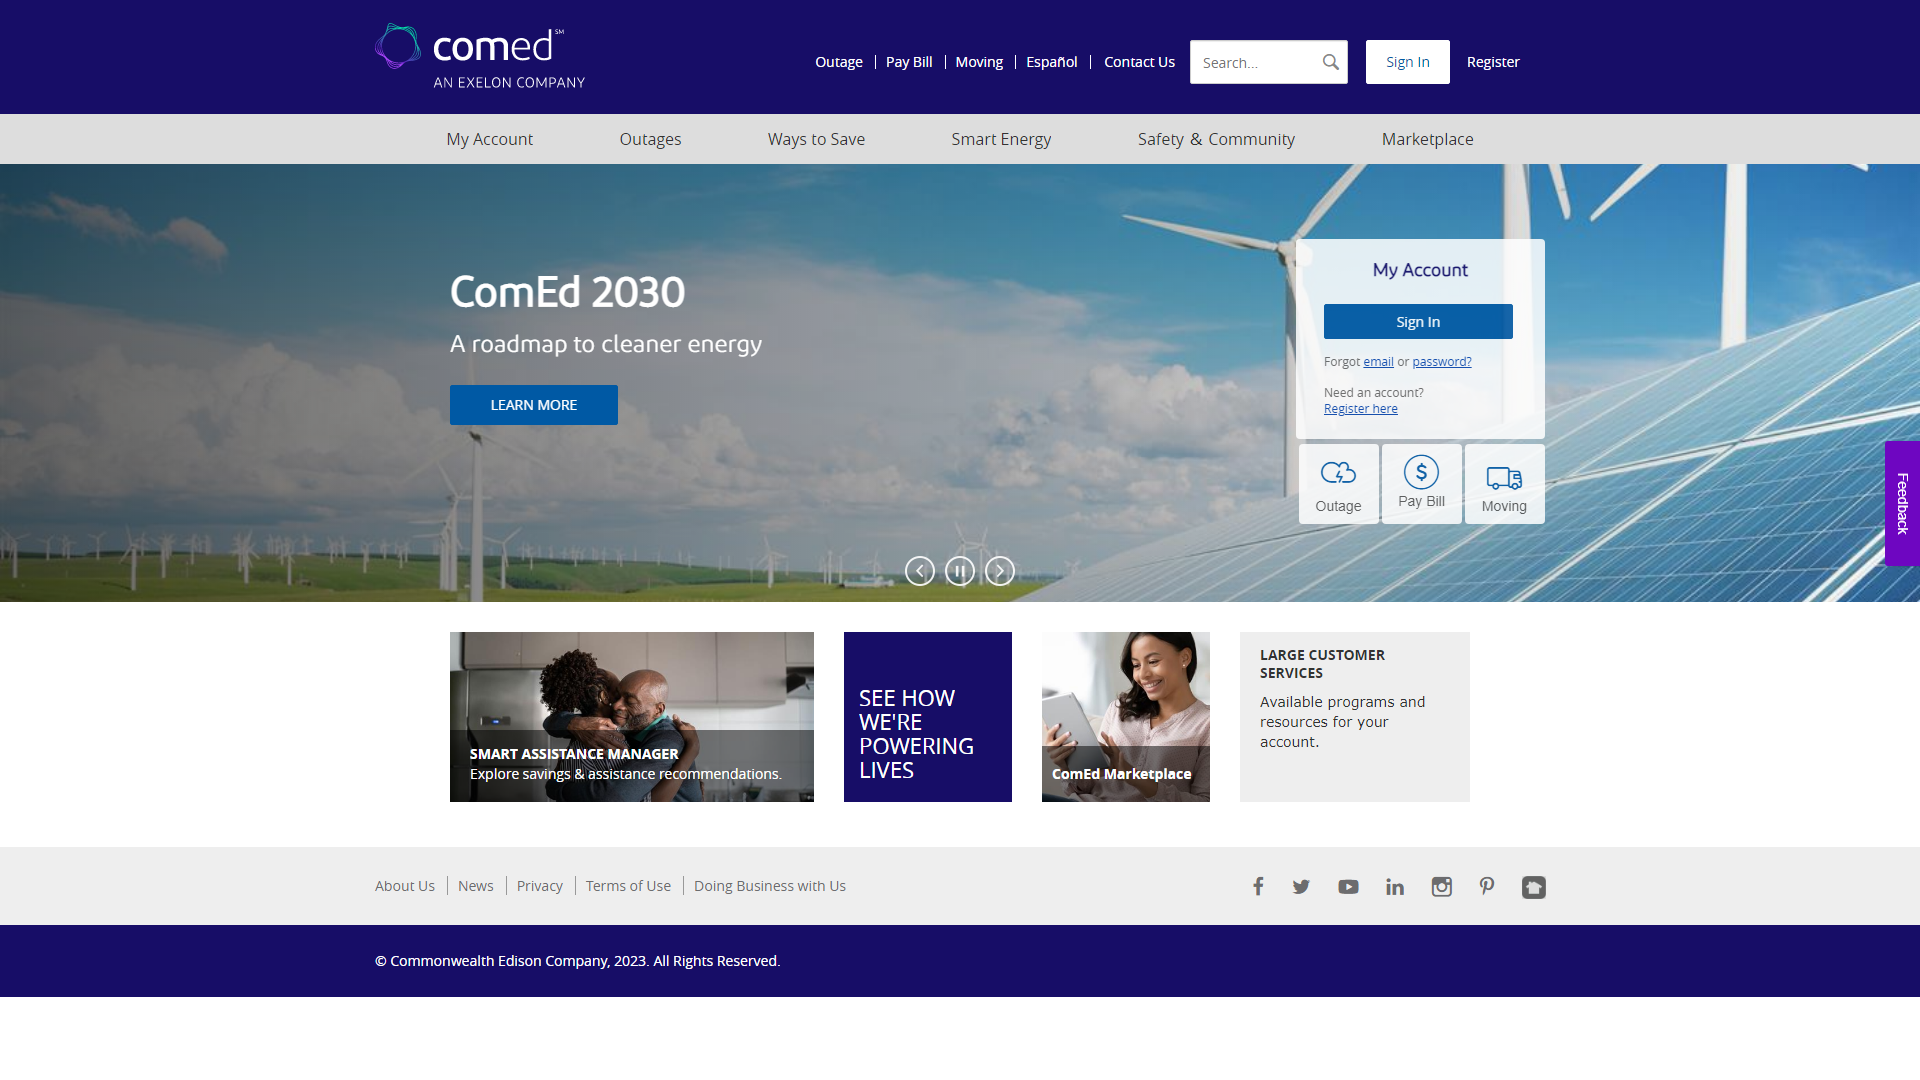 comed℠
AN EXELON COMPANY
Outage
Pay Bill
Moving
Español
Contact Us
Search...
Sign In
Register
My Account
Outages
Ways to Save
Smart Energy
Safety & Community
Marketplace
ComEd 2030
A roadmap to cleaner energy
LEARN MORE
My Account
Sign In
Forgot email or password?
Need an account?
Register here
Outage
Pay Bill
Moving
Feedback
SMART ASSISTANCE MANAGER
Explore savings & assistance recommendations.
SEE HOW
WE'RE
POWERING
LIVES
ComEd Marketplace
LARGE CUSTOMER
SERVICES
Available programs and
resources for your
account.
About Us
News
Privacy
Terms of Use
Doing Business with Us
© Commonwealth Edison Company, 2023. All Rights Reserved.